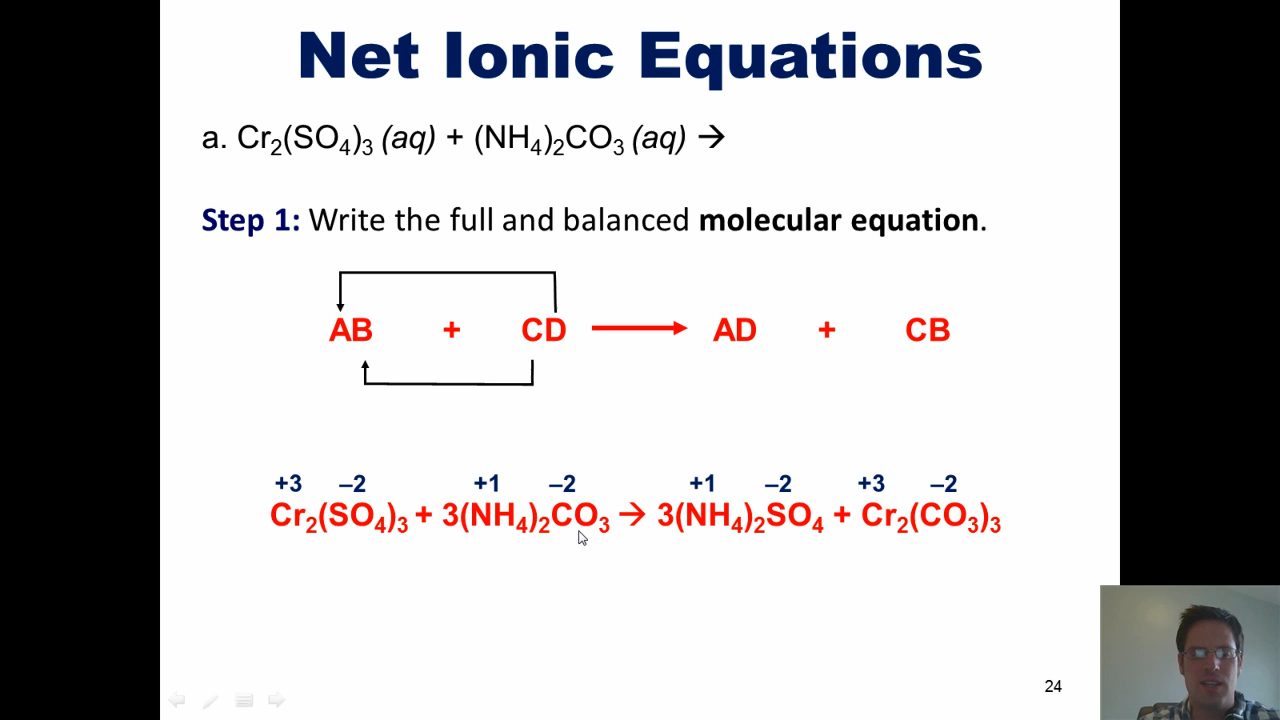 Net Ionic Equations
a. Cr₂(SO₄)₃ (aq) + (NH₄)₂CO₃ (aq) →
Step 1: Write the full and balanced molecular equation.
AB + CD → AD + CB
+3 –2 +1 –2 +1 –2 +3 –2
Cr₂(SO₄)₃ + 3(NH₄)₂CO₃ → 3(NH₄)₂SO₄ + Cr₂(CO₃)₃
24